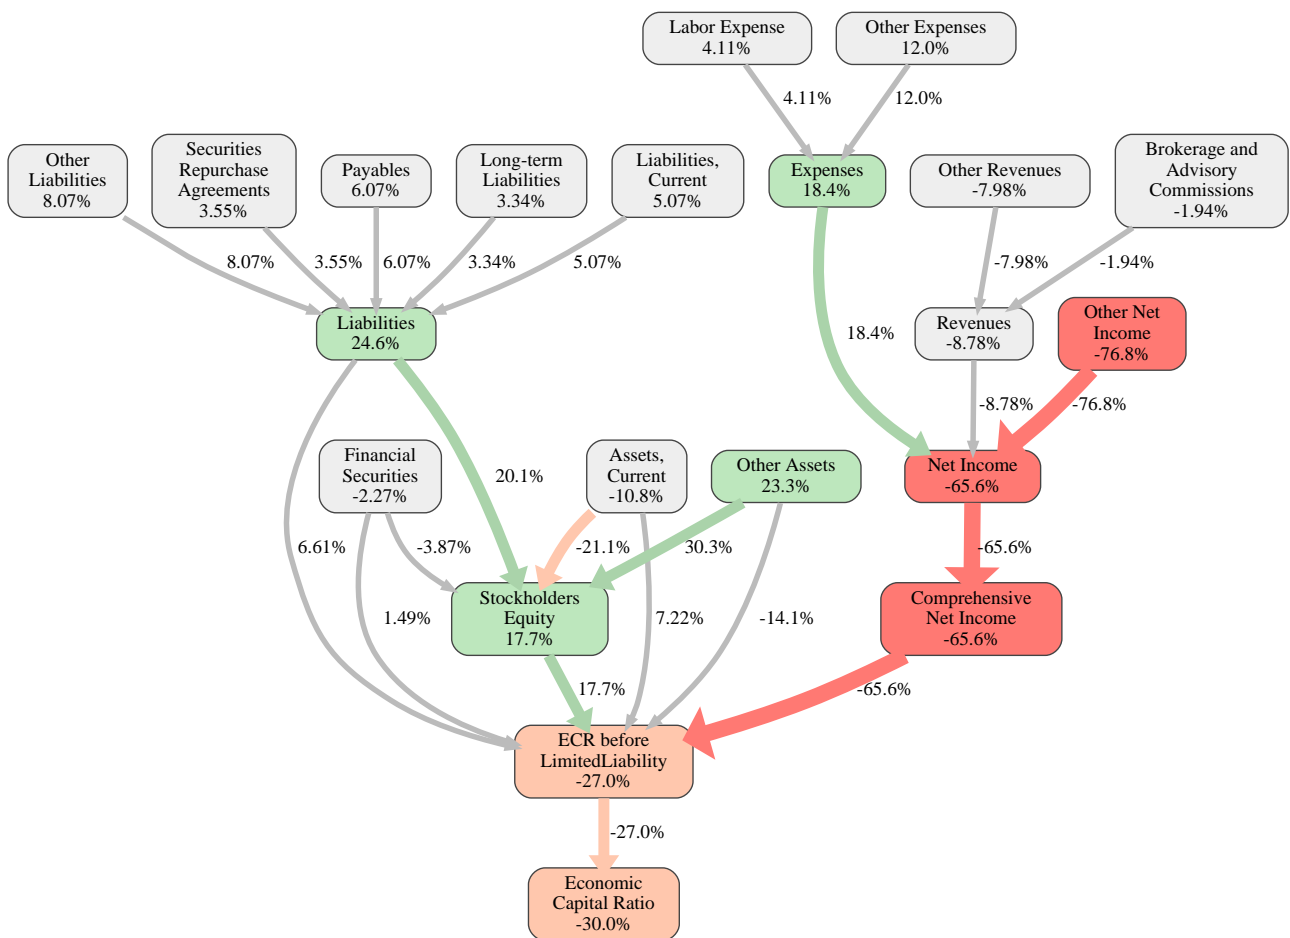 Labor Expense
4.11%
Other Expenses
12.0%
4.11%
12.0%
Other
Liabilities
8.07%
Securities
Repurchase
Agreements
3.55%
Payables
6.07%
Long-term
Liabilities
3.34%
Liabilities,
Current
5.07%
Expenses
18.4%
Other Revenues
-7.98%
Brokerage and
Advisory
Commissions
-1.94%
8.07%
3.55%
6.07%
3.34%
5.07%
-7.98%
-1.94%
Liabilities
24.6%
18.4%
Revenues
-8.78%
Other Net
Income
-76.8%
-8.78%
-76.8%
Financial
Securities
-2.27%
20.1%
Assets,
Current
-10.8%
Other Assets
23.3%
Net Income
-65.6%
6.61%
-3.87%
-21.1%
30.3%
-65.6%
1.49%
Stockholders
Equity
17.7%
7.22%
-14.1%
Comprehensive
Net Income
-65.6%
17.7%
-65.6%
ECR before
LimitedLiability
-27.0%
-27.0%
Economic
Capital Ratio
-30.0%